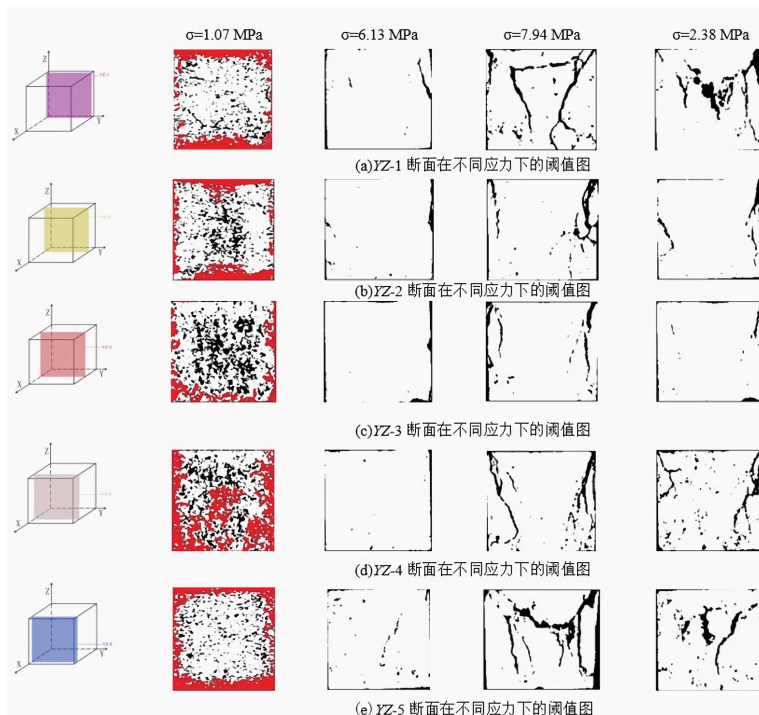 σ=1.07 MPa σ=6.13 MPa σ=7.94 MPa σ=2.38 MPa
Z
X
Y
(a)YZ-1 断面在不同应力下的阈值图
Z
X
Y
(b)YZ-2 断面在不同应力下的阈值图
Z
X
Y
(c)YZ-3 断面在不同应力下的阈值图
Z
X
Y
(d)YZ-4 断面在不同应力下的阈值图
Z
X
Y
(e)YZ-5 断面在不同应力下的阈值图